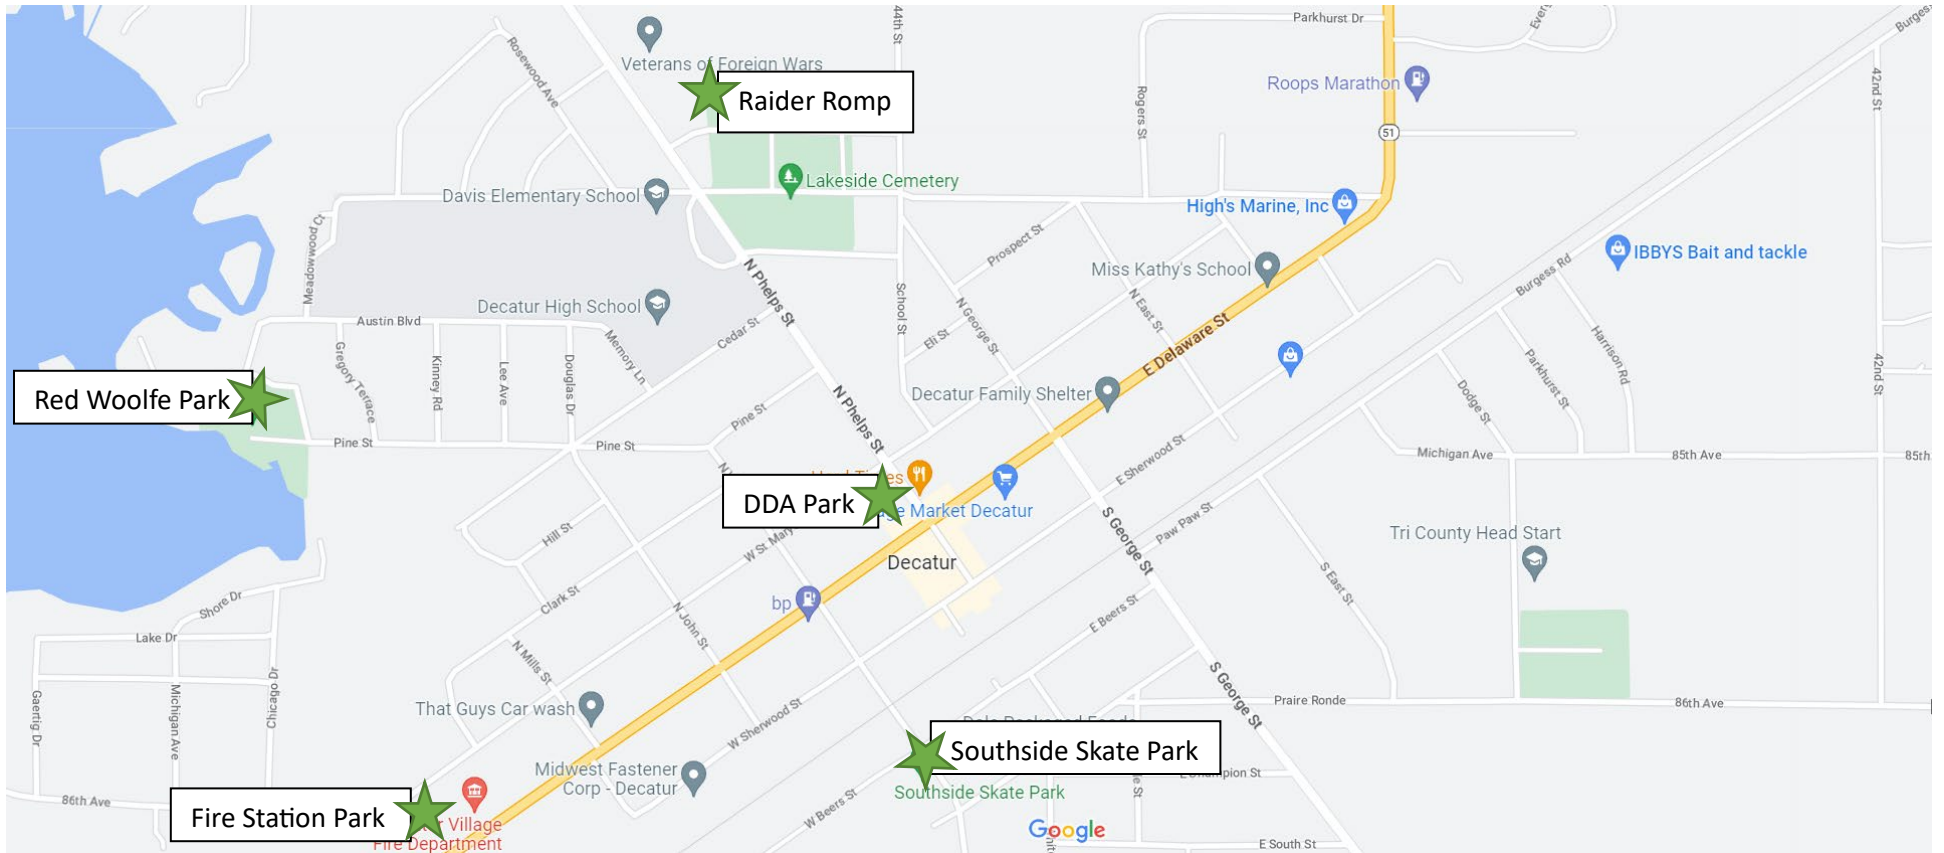 44th St
Parkhurst Dr
Burges
Rosewood Ave
Veterans of Foreign Wars
Roops Marathon
42nd St
Raider Romp
Rogers St
51
Lakeside Cemetery
Davis Elementary School
High's Marine, Inc
Meadowwood Ct
Prospect St
IBBYS Bait and tackle
Miss Kathy's School
Burgess Rd
N Phelps St
Decatur High School
School St
N George St
N East St
Austin Blvd
Cedar St
Eli St
E Delaware St
Memory Ln
Harrison Rd
Gregory Terrace
Kinney Rd
Lee Ave
Douglas Dr
Parkhurst St
42nd St
Red Woolfe Park
N Phelps St
Decatur Family Shelter
Dodge St
Pine St
Pine St
Pine St
E Sherwood St
Michigan Ave
85th Ave
85th
DDA Park
Market Decatur
S George St
Paw Paw St
Hill St
W St Mary
Tri County Head Start
Decatur
S East St
bp
Clark St
Shore Dr
E Beers St
N John St
Lake Dr
N Mills St
S George St
Gaertig Dr
Michigan Ave
Chicago Dr
That Guys Car wash
Praire Ronde
86th Ave
W Sherwood St
Southside Skate Park
Midwest Fastener
Corp - Decatur
Southside Skate Park
86th Ave
W Beers St
Fire Station Park
Village
Fire Department
Google
E South St